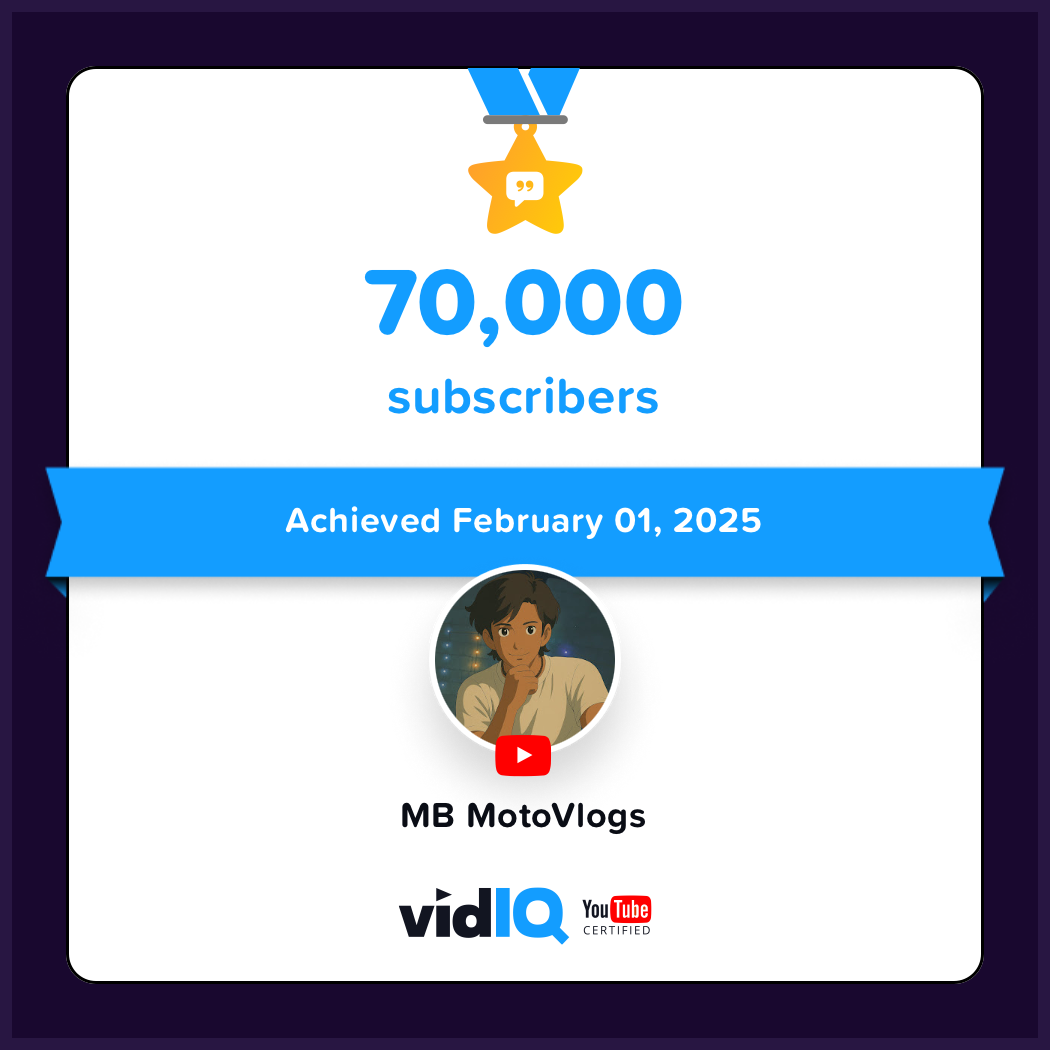 70,000
subscribers
Achieved February 01, 2025
MB MotoVlogs
vidIQ YouTube
CERTIFIED